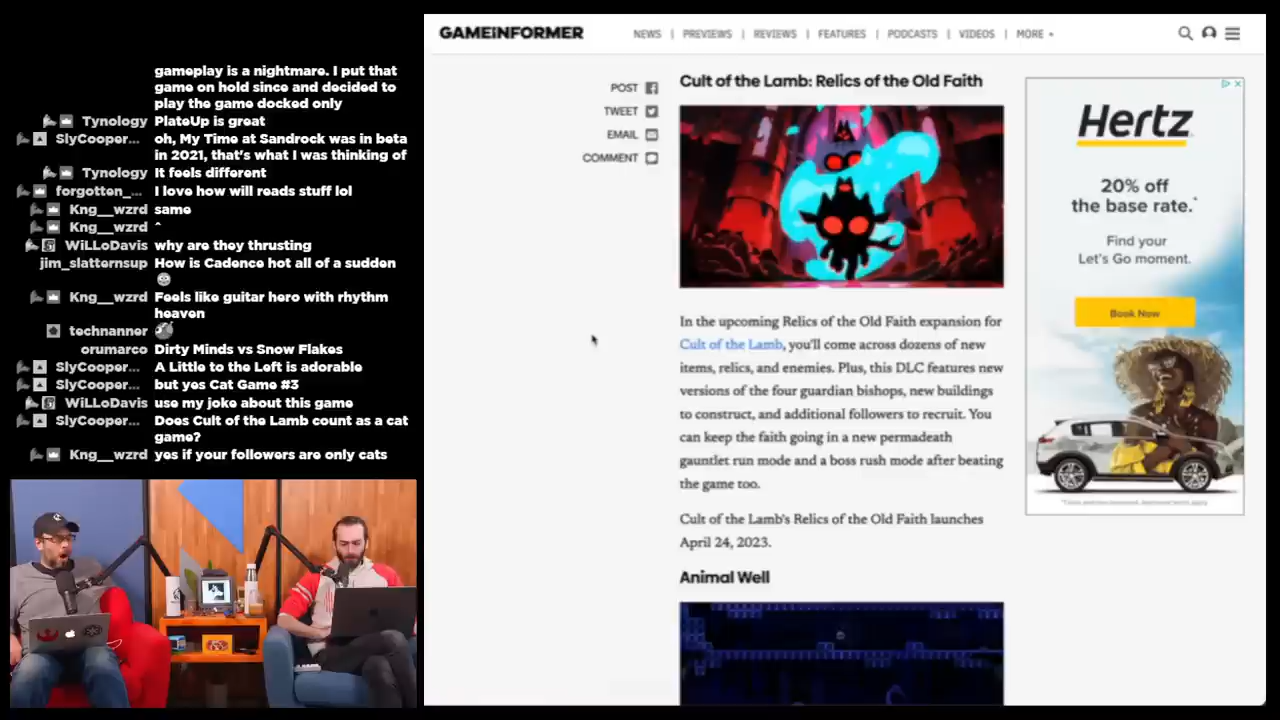 gameplay is a nightmare. I put that
game on hold since and decided to
play the game docked only
Tynology PlateUp is great
SlyCooper... oh, My Time at Sandrock was in beta
in 2021, that's what I was thinking of
Tynology It feels different
forgotten_... I love how will reads stuff lol
Kng__wzrd same
Kng__wzrd ^
WiLLoDavis why are they thrusting
jim_slatternsup How is Cadence hot all of a sudden
Kng__wzrd Feels like guitar hero with rhythm
heaven
technanner
orumarco Dirty Minds vs Snow Flakes
SlyCooper... A Little to the Left is adorable
SlyCooper... but yes Cat Game #3
WiLLoDavis use my joke about this game
SlyCooper... Does Cult of the Lamb count as a cat
game?
Kng__wzrd yes if your followers are only cats
GAMEINFORMER
NEWS | PREVIEWS | REVIEWS | FEATURES | PODCASTS | VIDEOS | MORE
POST
TWEET
EMAIL
COMMENT
Cult of the Lamb: Relics of the Old Faith
In the upcoming Relics of the Old Faith expansion for
Cult of the Lamb, you'll come across dozens of new
items, relics, and enemies. Plus, this DLC features new
versions of the four guardian bishops, new buildings
to construct, and additional followers to recruit. You
can keep the faith going in a new permadeath
gauntlet run mode and a boss rush mode after beating
the game too.
Cult of the Lamb's Relics of the Old Faith launches
April 24, 2023.
Animal Well
Hertz
20% off
the base rate.*
Find your
Let's Go moment.
Book Now